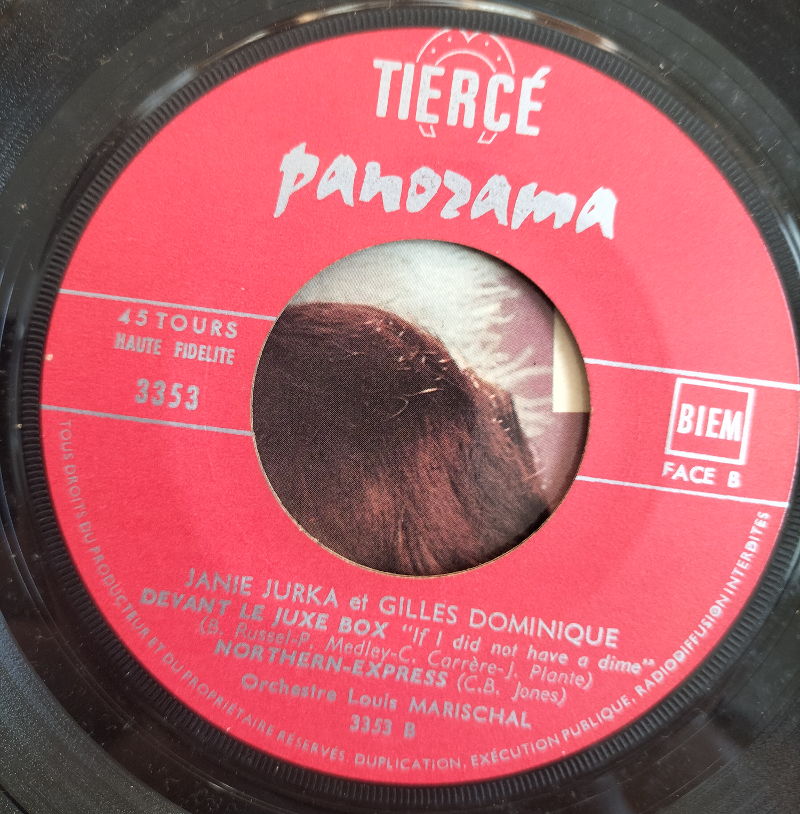 TIERCÉ
panorama
45 TOURS
HAUTE FIDELITE
3353
BIEM
FACE B
JANIE JURKA et GILLES DOMINIQUE
DEVANT LE JUXE BOX "If I did not have a dime"
(B. Russel-P. Medley-C. Carrère-J. Plante)
NORTHERN-EXPRESS (C.B. Jones)
Orchestre Louis MARISCHAL
3353 B
TOUS DROITS DU PRODUCTEUR ET DU PROPRIÉTAIRE RÉSERVÉS. DUPLICATION, EXÉCUTION PUBLIQUE, RADIODIFFUSION INTERDITES